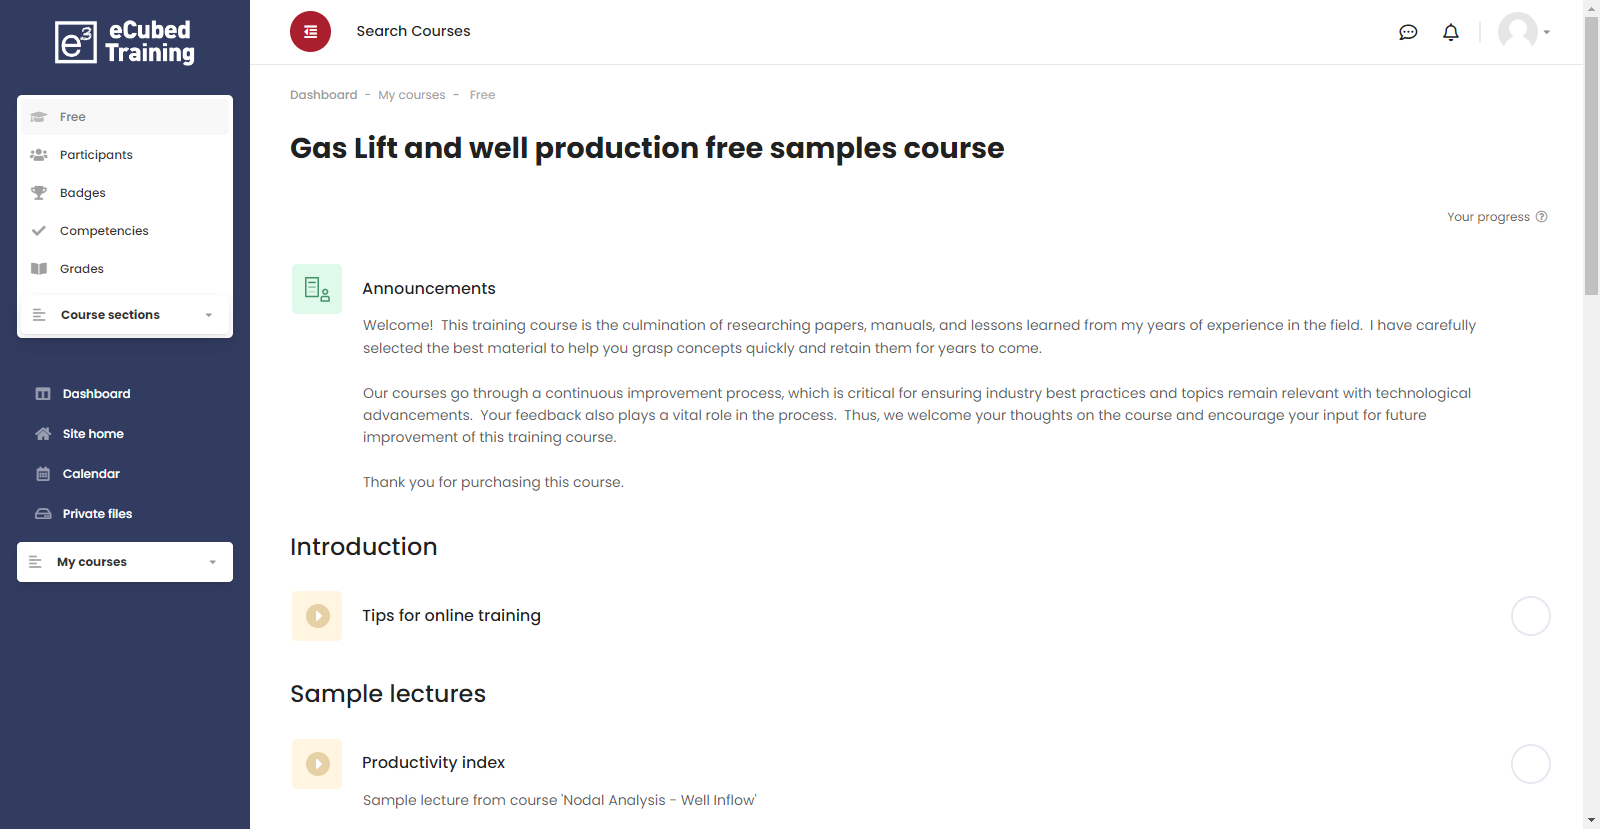 e3 eCubed
Training
Search Courses
Free
Participants
Badges
Competencies
Grades
Course sections
Dashboard
Site home
Calendar
Private files
My courses
Dashboard - My courses - Free
Gas Lift and well production free samples course
Your progress
Announcements
Welcome!  This training course is the culmination of researching papers, manuals, and lessons learned from my years of experience in the field.  I have carefully
selected the best material to help you grasp concepts quickly and retain them for years to come.
Our courses go through a continuous improvement process, which is critical for ensuring industry best practices and topics remain relevant with technological
advancements.  Your feedback also plays a vital role in the process.  Thus, we welcome your thoughts on the course and encourage your input for future
improvement of this training course.
Thank you for purchasing this course.
Introduction
Tips for online training
Sample lectures
Productivity index
Sample lecture from course 'Nodal Analysis - Well Inflow'